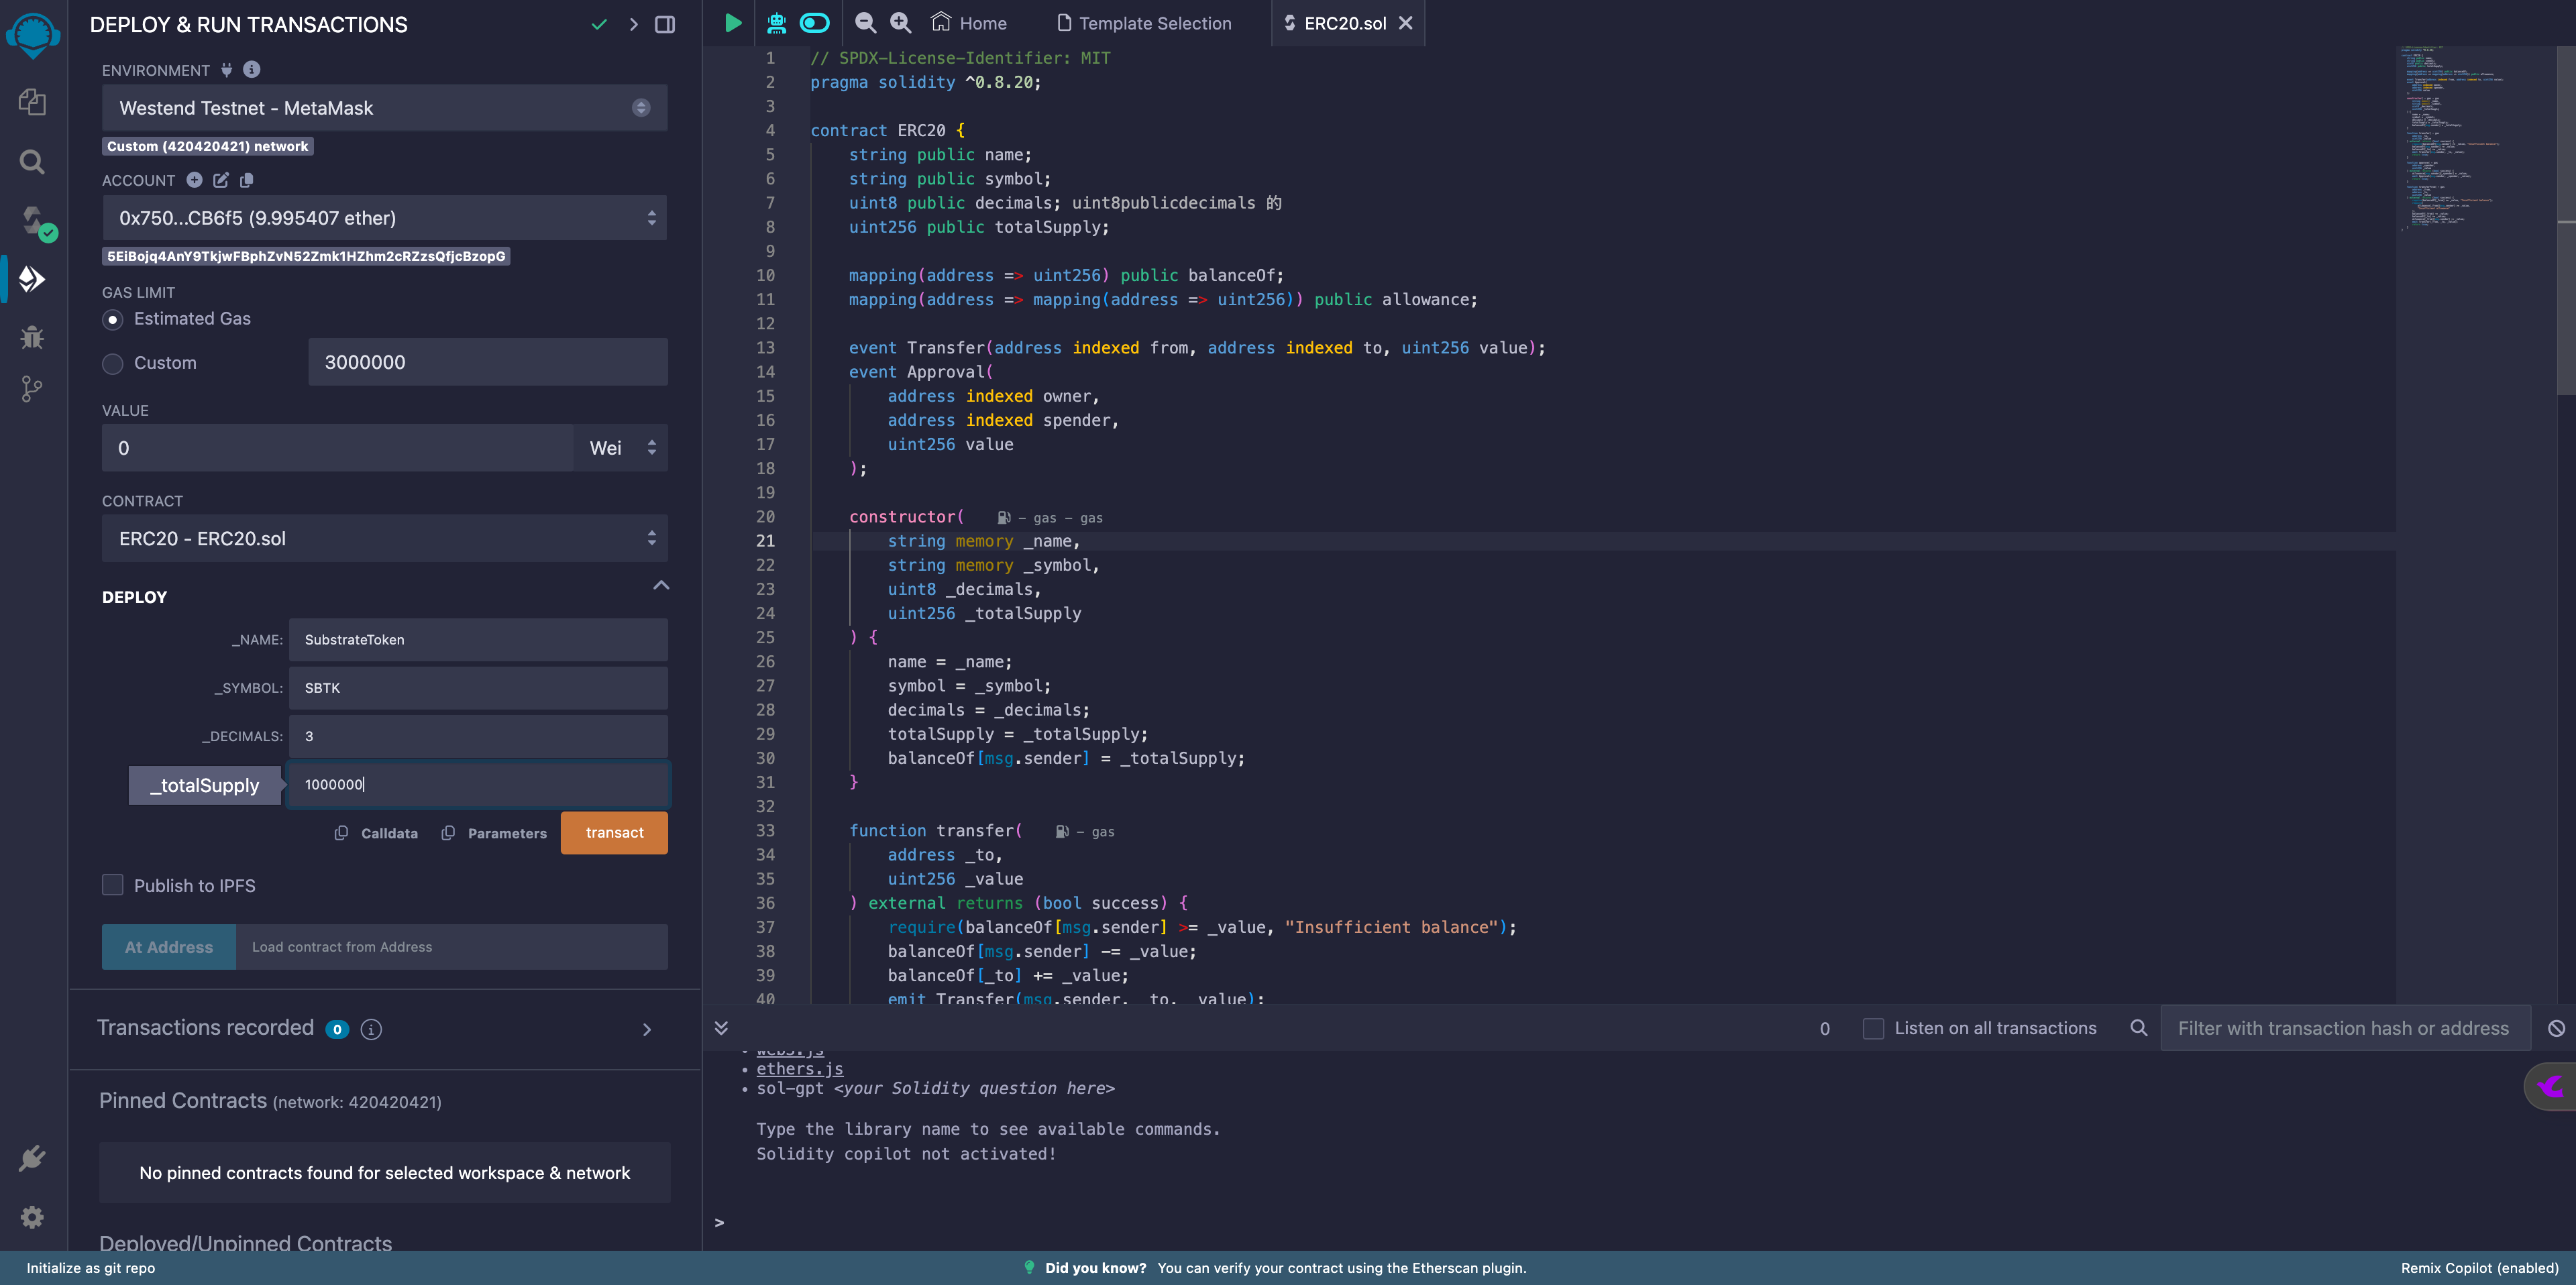 DEPLOY & RUN TRANSACTIONS
ENVIRONMENT
Westend Testnet - MetaMask
Custom (420420421) network
ACCOUNT
0x750...CB6f5 (9.995407 ether)
5EiBojq4AnY9TkjwFBphZvN52Zmk1HZhm2cRZzsQfjcBzopG
GAS LIMIT
Estimated Gas
Custom
3000000
VALUE
0
Wei
CONTRACT
ERC20 - ERC20.sol
DEPLOY
_NAME: SubstrateToken
_SYMBOL: SBTK
_DECIMALS: 3
_totalSupply 1000000
Calldata Parameters transact
Publish to IPFS
At Address Load contract from Address
Transactions recorded 0
Pinned Contracts (network: 420420421)
No pinned contracts found for selected workspace & network
Deployed/Unpinned Contracts
Home Template Selection ERC20.sol
1 // SPDX-License-Identifier: MIT
2 pragma solidity ^0.8.20;
3
4 contract ERC20 {
5 string public name;
6 string public symbol;
7 uint8 public decimals; uint8publicdecimals 的
8 uint256 public totalSupply;
9
10 mapping(address => uint256) public balanceOf;
11 mapping(address => mapping(address => uint256)) public allowance;
12
13 event Transfer(address indexed from, address indexed to, uint256 value);
14 event Approval(
15 address indexed owner,
16 address indexed spender,
17 uint256 value
18 );
19
20 constructor( - gas - gas
21 string memory _name,
22 string memory _symbol,
23 uint8 _decimals,
24 uint256 _totalSupply
25 ) {
26 name = _name;
27 symbol = _symbol;
28 decimals = _decimals;
29 totalSupply = _totalSupply;
30 balanceOf[msg.sender] = _totalSupply;
31 }
32
33 function transfer( - gas
34 address _to,
35 uint256 _value
36 ) external returns (bool success) {
37 require(balanceOf[msg.sender] >= _value, "Insufficient balance");
38 balanceOf[msg.sender] -= _value;
39 balanceOf[_to] += _value;
40 emit Transfer(msg.sender, _to, _value);
0 Listen on all transactions Filter with transaction hash or address
• web3.js
• ethers.js
• sol-gpt <your Solidity question here>
Type the library name to see available commands.
Solidity copilot not activated!
>
Initialize as git repo
Did you know? You can verify your contract using the Etherscan plugin.
Remix Copilot (enabled)